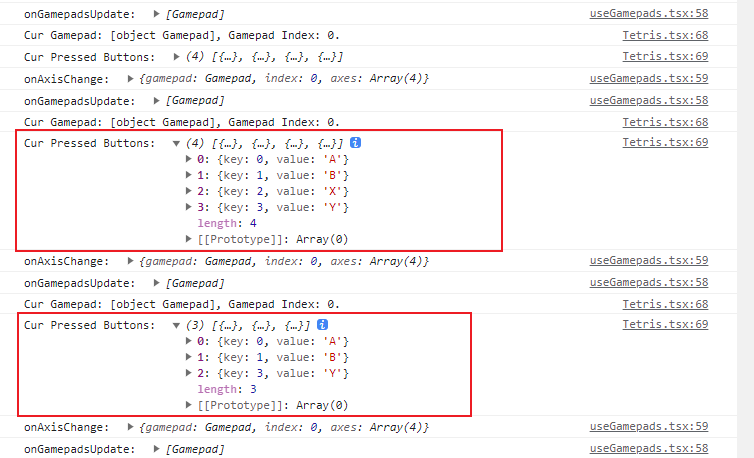 onGamepadsUpdate: ▶ [Gamepad] useGamepads.tsx:58
Cur Gamepad: [object Gamepad], Gamepad Index: 0. Tetris.tsx:68
Cur Pressed Buttons: ▶ (4) [{…}, {…}, {…}, {…}] Tetris.tsx:69
onAxisChange: ▶ {gamepad: Gamepad, index: 0, axes: Array(4)} useGamepads.tsx:59
onGamepadsUpdate: ▶ [Gamepad] useGamepads.tsx:58
Cur Gamepad: [object Gamepad], Gamepad Index: 0. Tetris.tsx:68
Cur Pressed Buttons: ▼ (4) [{…}, {…}, {…}, {…}] i Tetris.tsx:69
▶ 0: {key: 0, value: 'A'}
▶ 1: {key: 1, value: 'B'}
▶ 2: {key: 2, value: 'X'}
▶ 3: {key: 3, value: 'Y'}
length: 4
▶ [[Prototype]]: Array(0)
onAxisChange: ▶ {gamepad: Gamepad, index: 0, axes: Array(4)} useGamepads.tsx:59
onGamepadsUpdate: ▶ [Gamepad] useGamepads.tsx:58
Cur Gamepad: [object Gamepad], Gamepad Index: 0. Tetris.tsx:68
Cur Pressed Buttons: ▼ (3) [{…}, {…}, {…}] i Tetris.tsx:69
▶ 0: {key: 0, value: 'A'}
▶ 1: {key: 1, value: 'B'}
▶ 2: {key: 3, value: 'Y'}
length: 3
▶ [[Prototype]]: Array(0)
onAxisChange: ▶ {gamepad: Gamepad, index: 0, axes: Array(4)} useGamepads.tsx:59
onGamepadsUpdate: ▶ [Gamepad] useGamepads.tsx:58